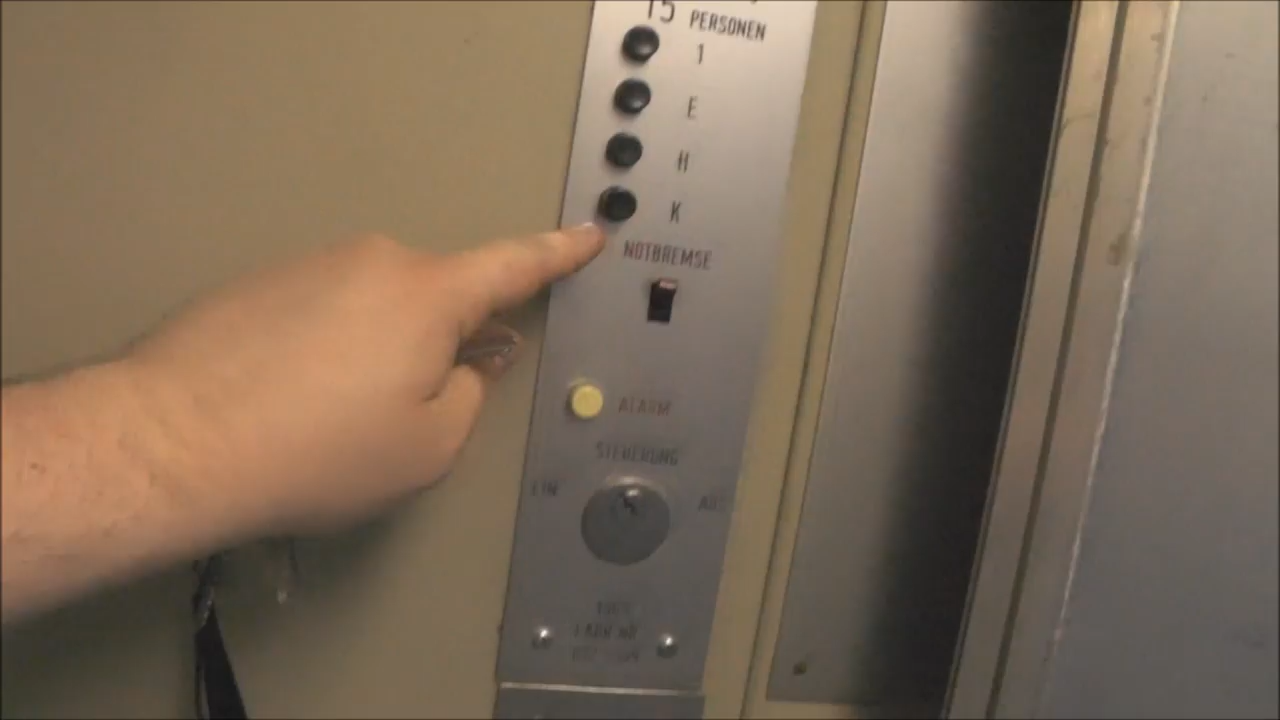 15 PERSONEN
1
E
H
K
NOTBREMSE
ALARM
STEUERUNG
EIN AUS